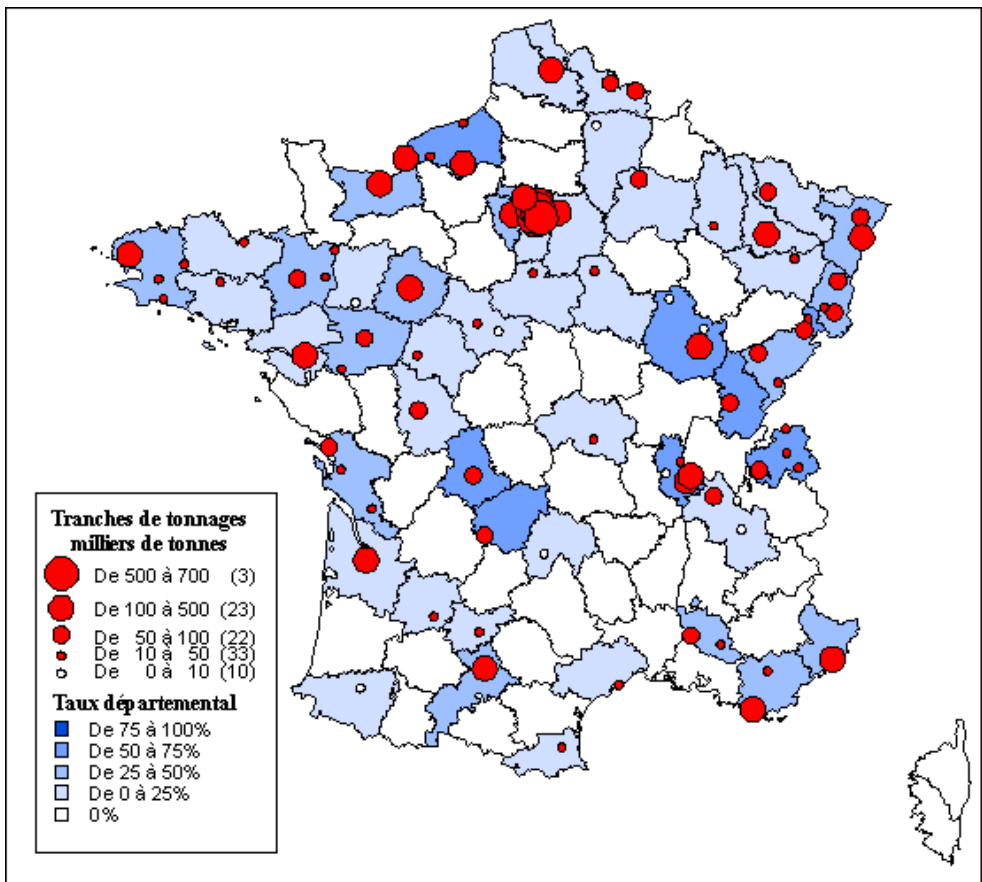 Tranches de tonnages
milliers de tonnes
De 500 à 700 (3)
De 100 à 500 (23)
De 50 à 100 (22)
De 10 à 50 (33)
De 0 à 10 (10)
Taux départemental
De 75 à 100%
De 50 à 75%
De 25 à 50%
De 0 à 25%
0%